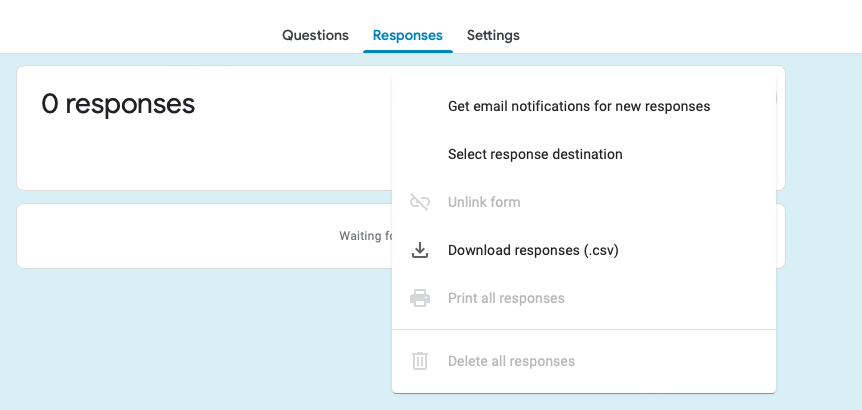 Questions Responses Settings
0 responses
Get email notifications for new responses
Select response destination
Unlink form
Waiting
Download responses (.csv)
Print all responses
Delete all responses